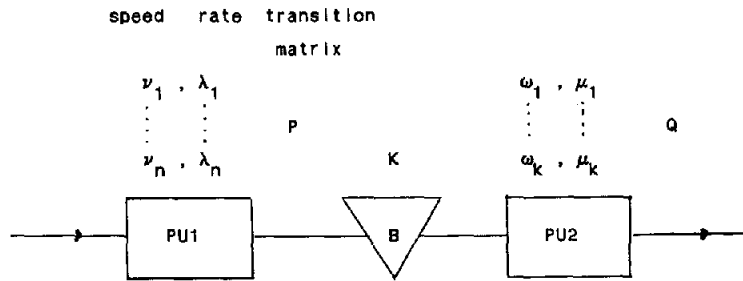 speed rate transition
matrix
ν₁ , λ₁ ω₁ , μ₁
P Q
νₙ , λₙ K ωₖ , μₖ
PU1 B PU2